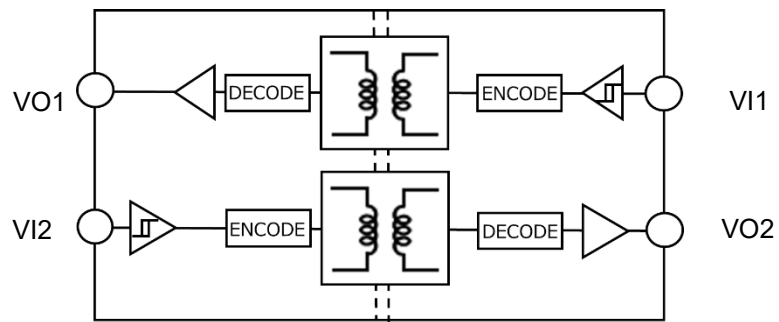 VO1
DECODE
ENCODE
VI1
VI2
ENCODE
DECODE
VO2